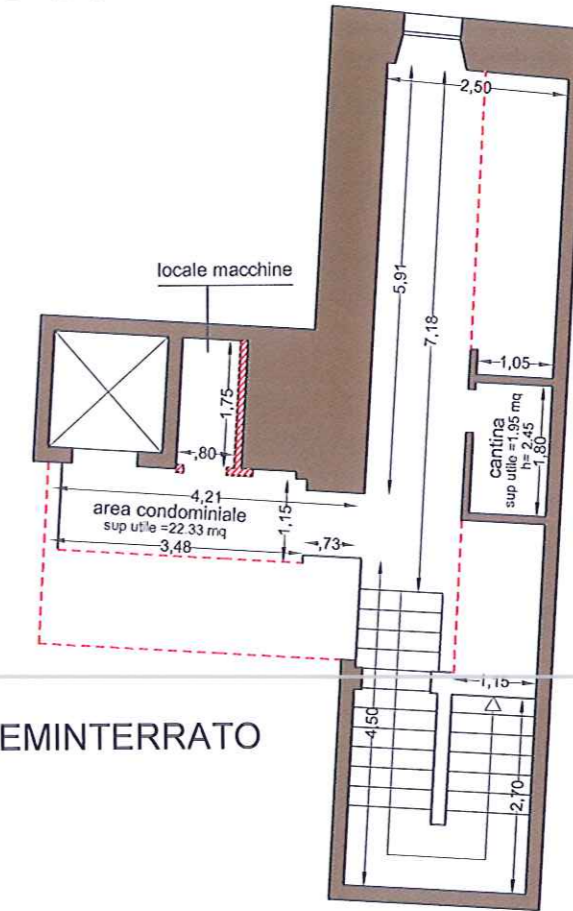 2,50
5,91
7,18
locale macchine
1,05
1,75
,80
cantina
sup utile =1.95 mq
h= 2.45
1,80
4,21
area condominiale
sup utile =22.33 mq
1,15
3,48
,73
1,15
4,50
2,70
EMINTERRATO